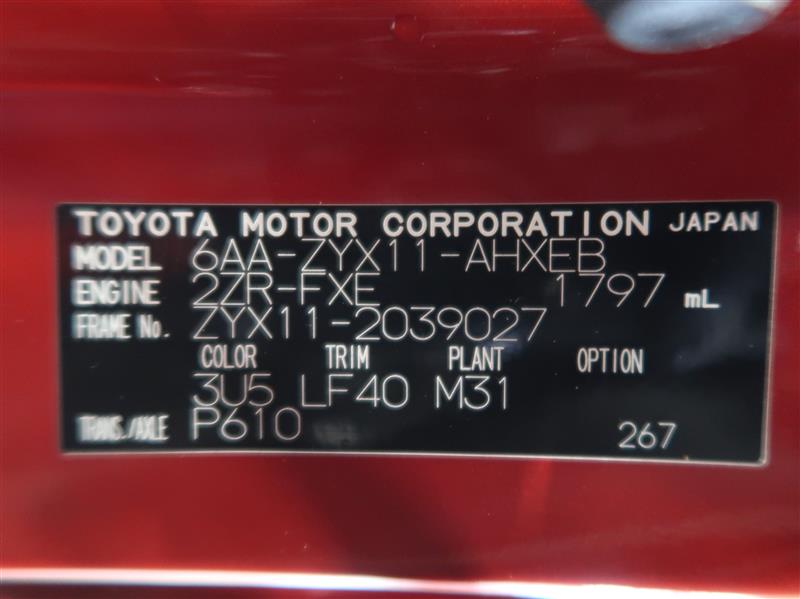 TOYOTA MOTOR CORPORATION JAPAN
MODEL 6AA-ZYX11-AHXEB
ENGINE 2ZR-FXE 1797 mL
FRAME No. ZYX11-2039027
COLOR TRIM PLANT OPTION
3U5 LF40 M31
TRANS./AXLE P610 267